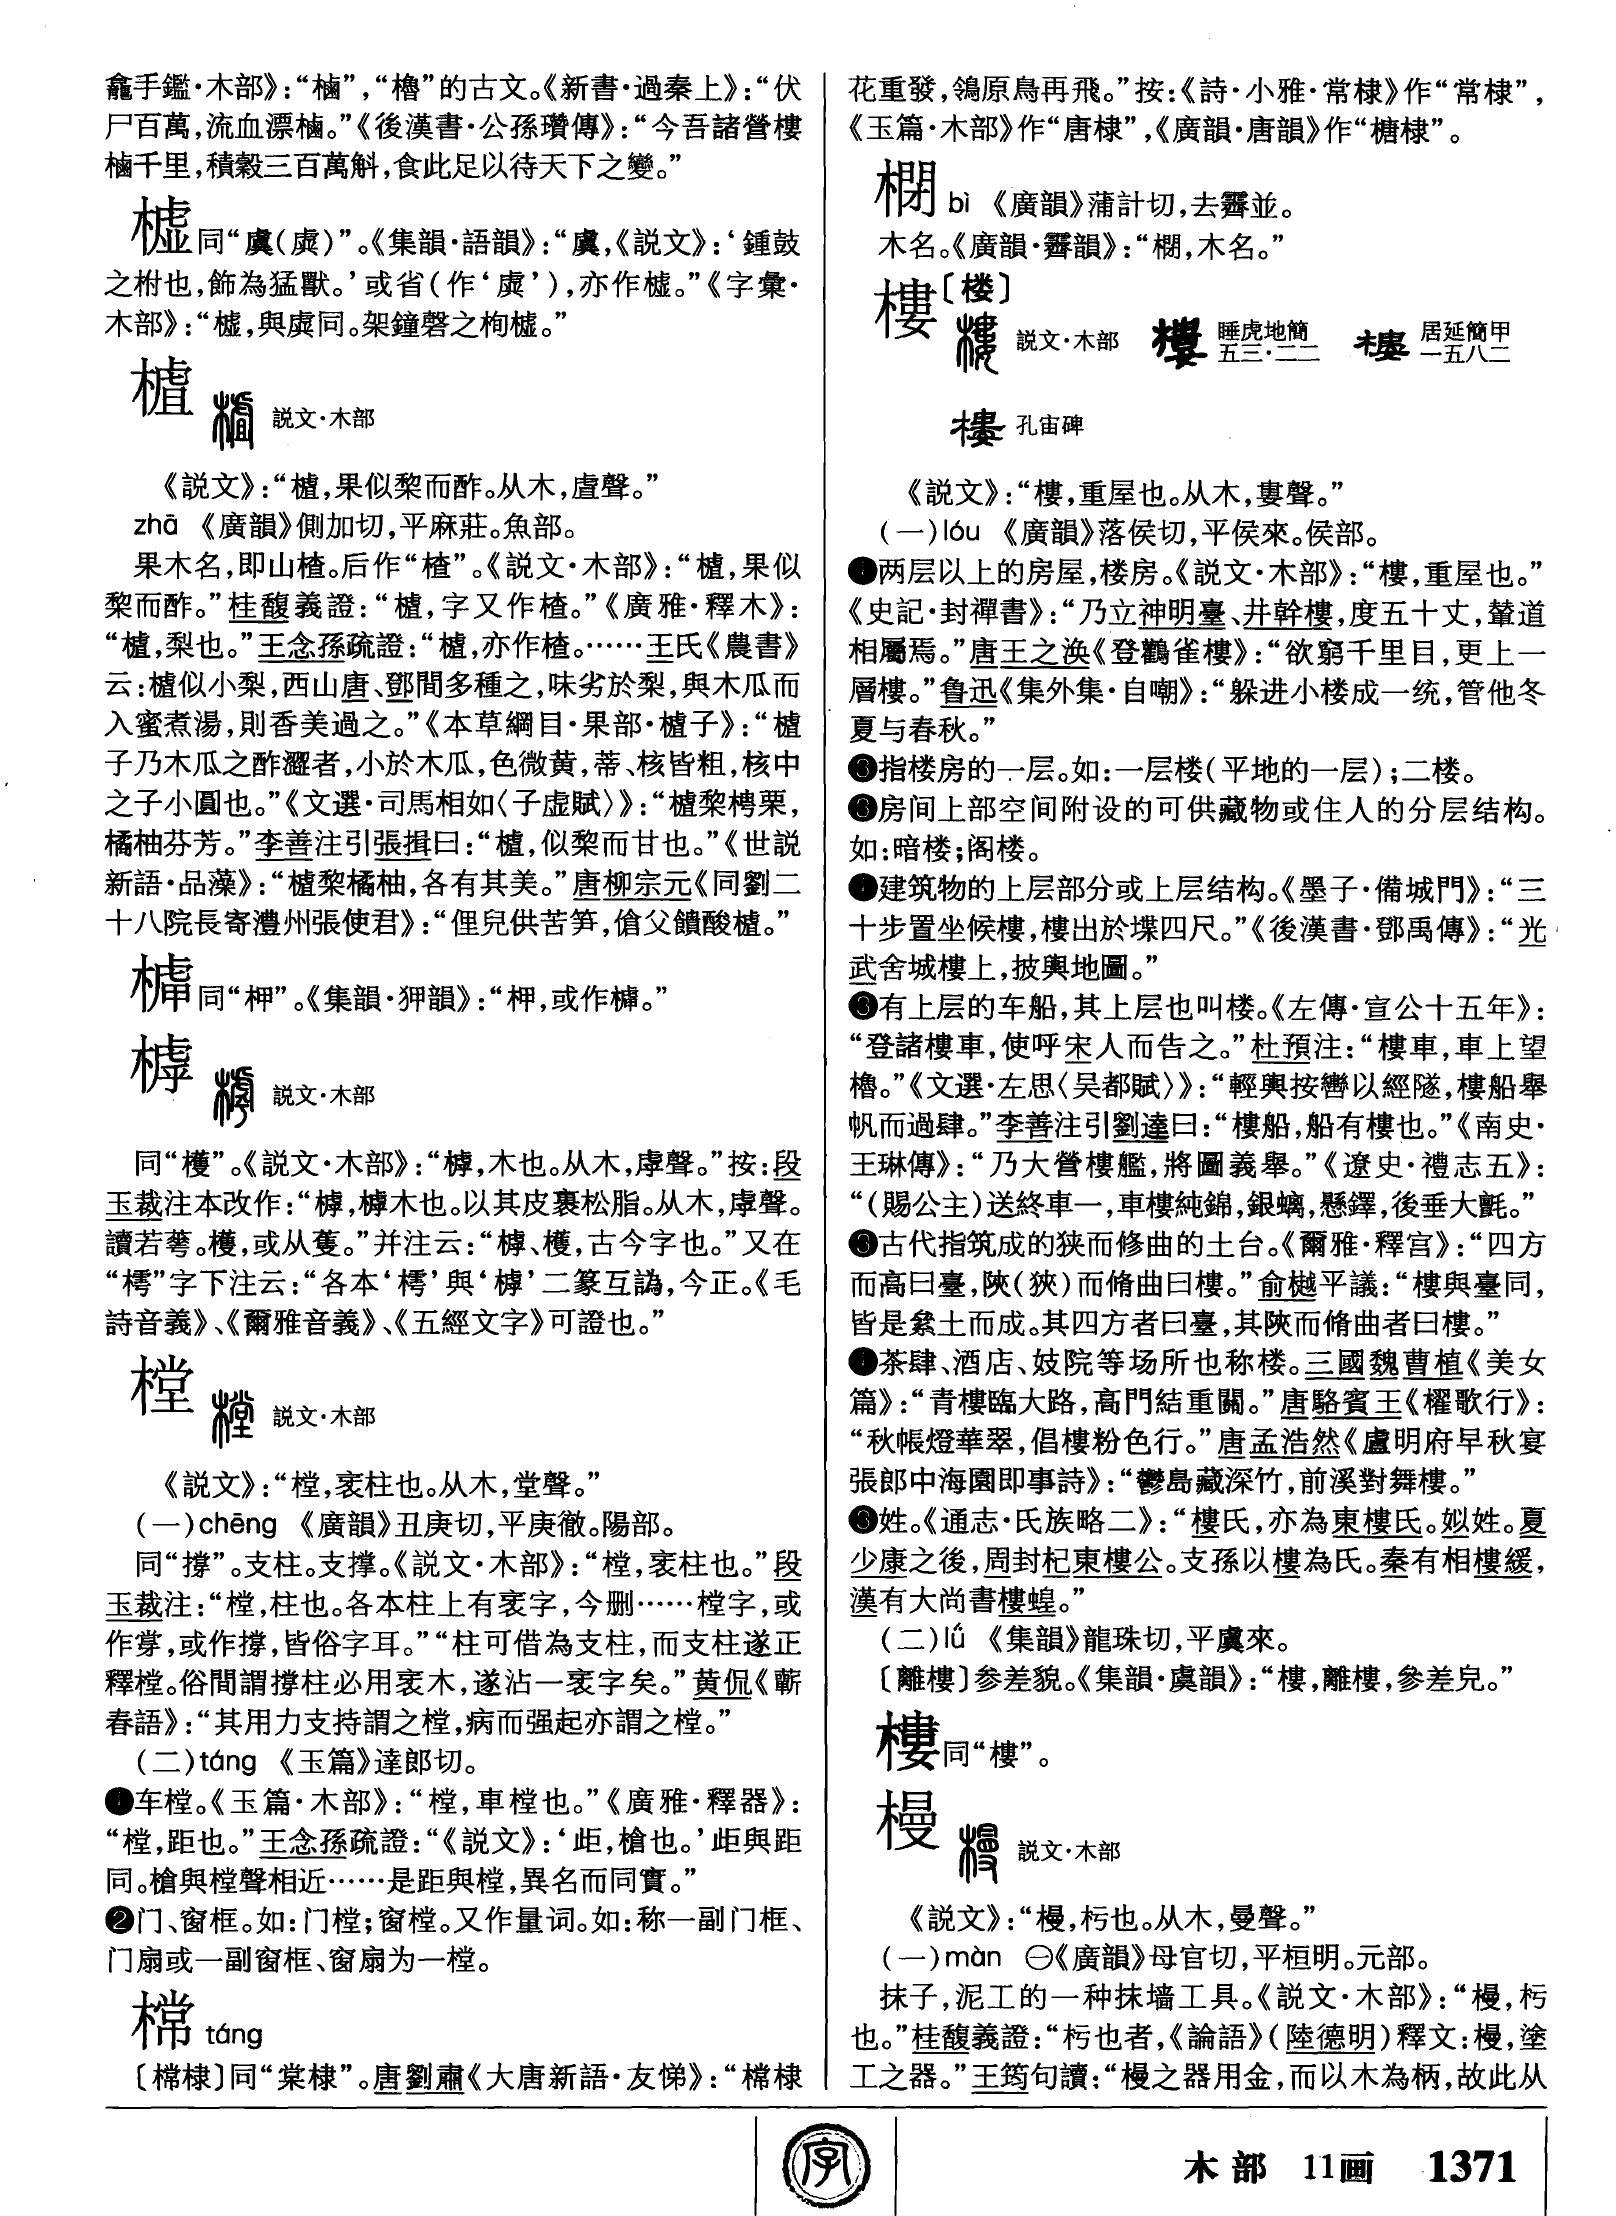 龕手鑑·木部》：“樐”，“櫓”的古文。《新書·過秦上》：“伏
尸百萬，流血漂樐。”《後漢書·公孫瓚傳》：“今吾諸營樓
樐千里，積穀三百萬斛，食此足以待天下之變。”
樜同“虡(虞)”。《集韻·語韻》：“虡，《説文》：‘鍾鼓
之柎也，飾為猛獸。’或省(作‘虞’)，亦作
木部》：“
樝 説文·木部
《説文》：“樝，果似棃而酢。从木，虘聲。”
zhā 《廣韻》側加切，平麻莊。魚部。
果木名，即山楂。后作“楂”。《説文·木部》：“樝，果似
棃而酢。”桂馥義證：“樝，字又作楂。”《廣雅·釋木》：
“樝，梨也。”王念孫疏證：“樝，亦作楂。……王氏《農書》
云：樝似小梨，西山唐、鄧間多種之，味劣於梨，與木瓜而
入蜜煮湯，則香美過之。”《本草綱目·果部·樝子》：“樝
子乃木瓜之酢澀者，小於木瓜，色微黄，蒂、核皆粗，核中
之子小圓也。”《文選·司馬相如〈子虚賦〉》：“樝棃梬栗，
橘柚芬芳。”李善注引張揖曰：“樝，似棃而甘也。”《世説
新語·品藻》：“樝棃橘柚，各有其美。”唐柳宗元《同劉二
十八院長寄澧州張使君》：“俚兒供苦笋，傖父饋酸樝。”
同“柙”。《集韻·狎韻》：“柙，或作
樗 説文·木部
同“檴”。《説文·木部》：“樗，木也。从木，虖聲。”按：段
玉裁注本改作：“樗，樗木也。以其皮裹松脂。从木，虖聲。
讀若蕚。檴，或从蒦。”并注云：“樗、檴，古今字也。”又在
“樗”字下注云：“各本‘樗’與‘樗’二篆互譌，今正。《毛
詩音義》、《爾雅音義》、《五經文字》可證也。”
樘 説文·木部
《説文》：“樘，衺柱也。从木，堂聲。”
(一)chēng 《廣韻》丑庚切，平庚徹。陽部。
同“撐”。支柱。支撑。《説文·木部》：“樘，衺柱也。”段
玉裁注：“樘，柱也。各本柱上有衺字，今删……樘字，或
作牚，或作撐，皆俗字耳。”“柱可借為支柱，而支柱遂正
釋樘。俗間謂撐柱必用衺木，遂沾一衺字矣。”黄侃《蘄
春語》：“其用力支持謂之樘，病而强起亦謂之樘。”
(二)táng 《玉篇》達郎切。
❶车樘。《玉篇·木部》：“樘，車樘也。”《廣雅·釋器》：
“樘，距也。”王念孫疏證：“《説文》：‘歫，槍也。’歫與距
同。槍與樘聲相近……是距與樘，異名而同實。”
❷门、窗框。如：门樘；窗樘。又作量词。如：称一副门框、
门扇或一副窗框、窗扇为一樘。
橖 táng
〔橖棣〕同“棠棣”。唐劉肅《大唐新語·友悌》：“橖棣
花重發，鴒原鳥再飛。”按：《詩·小雅·常棣》作“常棣”，
《玉篇·木部》作“唐棣”，《廣韻·唐韻》作“榶棣”。
bì 《廣韻》蒲計切，去霽並。
木名。《廣韻·霽韻》：“
樓〔楼〕
説文·木部 睡虎地簡五三·二二 居延簡甲一五八二
孔宙碑
《説文》：“樓，重屋也。从木，婁聲。”
(一)lóu 《廣韻》落侯切，平侯來。侯部。
❶两层以上的房屋，楼房。《説文·木部》：“樓，重屋也。”
《史記·封禪書》：“乃立神明臺、井幹樓，度五十丈，輦道
相屬焉。”唐王之涣《登鸛雀樓》：“欲窮千里目，更上一
層樓。”鲁迅《集外集·自嘲》：“躲进小楼成一统，管他冬
夏与春秋。”
❷指楼房的一层。如：一层楼(平地的一层)；二楼。
❸房间上部空间附设的可供藏物或住人的分层结构。
如：暗楼；阁楼。
❹建筑物的上层部分或上层结构。《墨子·備城門》：“三
十步置坐候樓，樓出於堞四尺。”《後漢書·鄧禹傳》：“光
武舍城樓上，披輿地圖。”
❺有上层的车船，其上层也叫楼。《左傳·宣公十五年》：
“登諸樓車，使呼宋人而告之。”杜預注：“樓車，車上望
櫓。”《文選·左思〈吴都賦〉》：“輕輿按轡以經隧，樓船舉
帆而過肆。”李善注引劉逵曰：“樓船，船有樓也。”《南史·
王琳傳》：“乃大營樓艦，將圖義舉。”《遼史·禮志五》：
“(賜公主)送終車一，車樓純錦，銀螭，懸鐸，後垂大氈。”
❻古代指筑成的狭而修曲的土台。《爾雅·釋宫》：“四方
而高曰臺，陝(狹)而脩曲曰樓。”俞樾平議：“樓與臺同，
皆是絫土而成。其四方者曰臺，其陝而脩曲者曰樓。”
❼茶肆、酒店、妓院等场所也称楼。三國魏曹植《美女
篇》：“青樓臨大路，高門結重關。”唐駱賓王《櫂歌行》：
“秋帳燈華翠，倡樓粉色行。”唐孟浩然《盧明府早秋宴
張郎中海園即事詩》：“鬱島藏深竹，前溪對舞樓。”
❽姓。《通志·氏族略二》：“樓氏，亦為東樓氏。姒姓。夏
少康之後，周封杞東樓公。支孫以樓為氏。秦有相樓緩，
漢有大尚書樓蝗。”
(二)lǘ 《集韻》龍珠切，平虞來。
〔離樓〕参差貌。《集韻·虞韻》：“樓，離樓，參差皃。”
樓同“樓”。
槾 説文·木部
《説文》：“槾，杇也。从木，曼聲。”
(一)màn ㊀《廣韻》母官切，平桓明。元部。
抹子，泥工的一种抹墙工具。《説文·木部》：“槾，杇
也。”桂馥義證：“杇也者，《論語》(陸德明)釋文：槾，塗
工之器。”王筠句讀：“槾之器用金，而以木為柄，故此从
字
木部 11画 1371